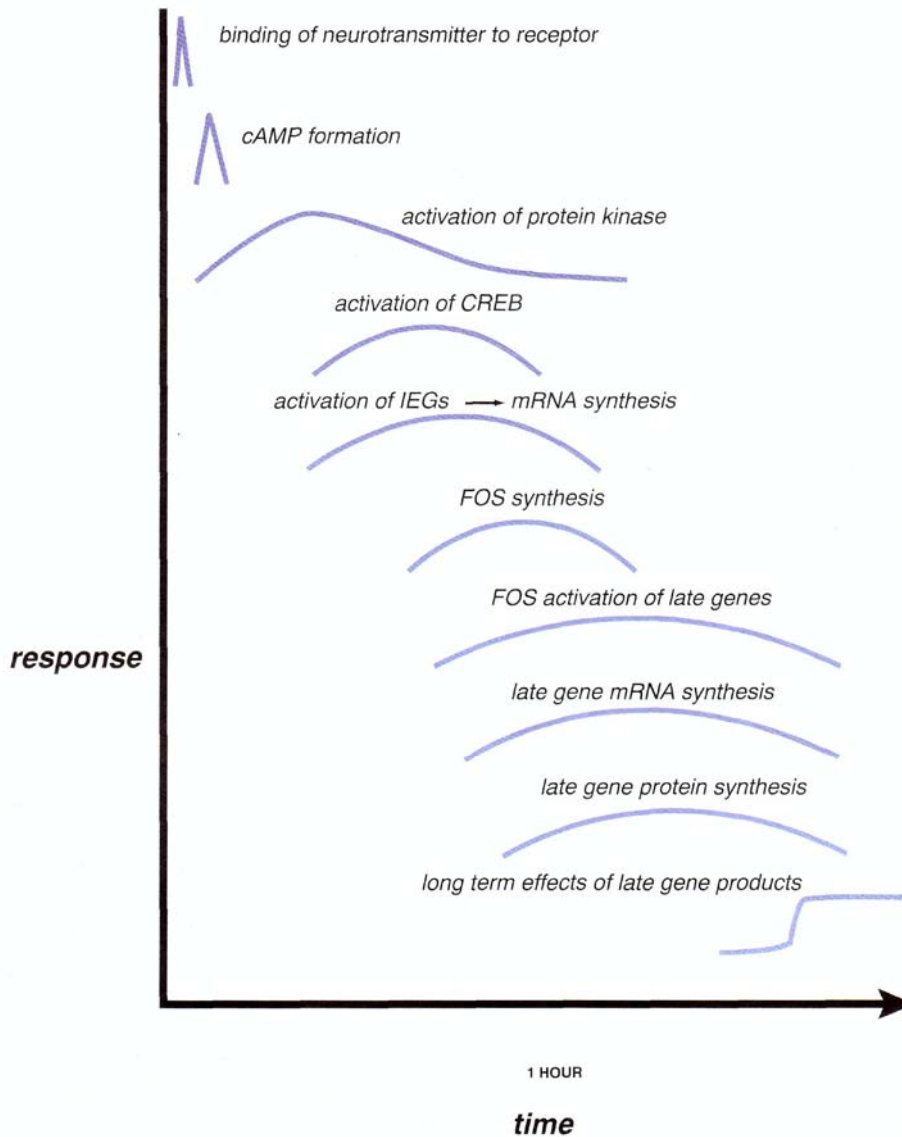 binding of neurotransmitter to receptor
cAMP formation
activation of protein kinase
activation of CREB
activation of IEGs → mRNA synthesis
FOS synthesis
FOS activation of late genes
response
late gene mRNA synthesis
late gene protein synthesis
long term effects of late gene products
1 HOUR
time